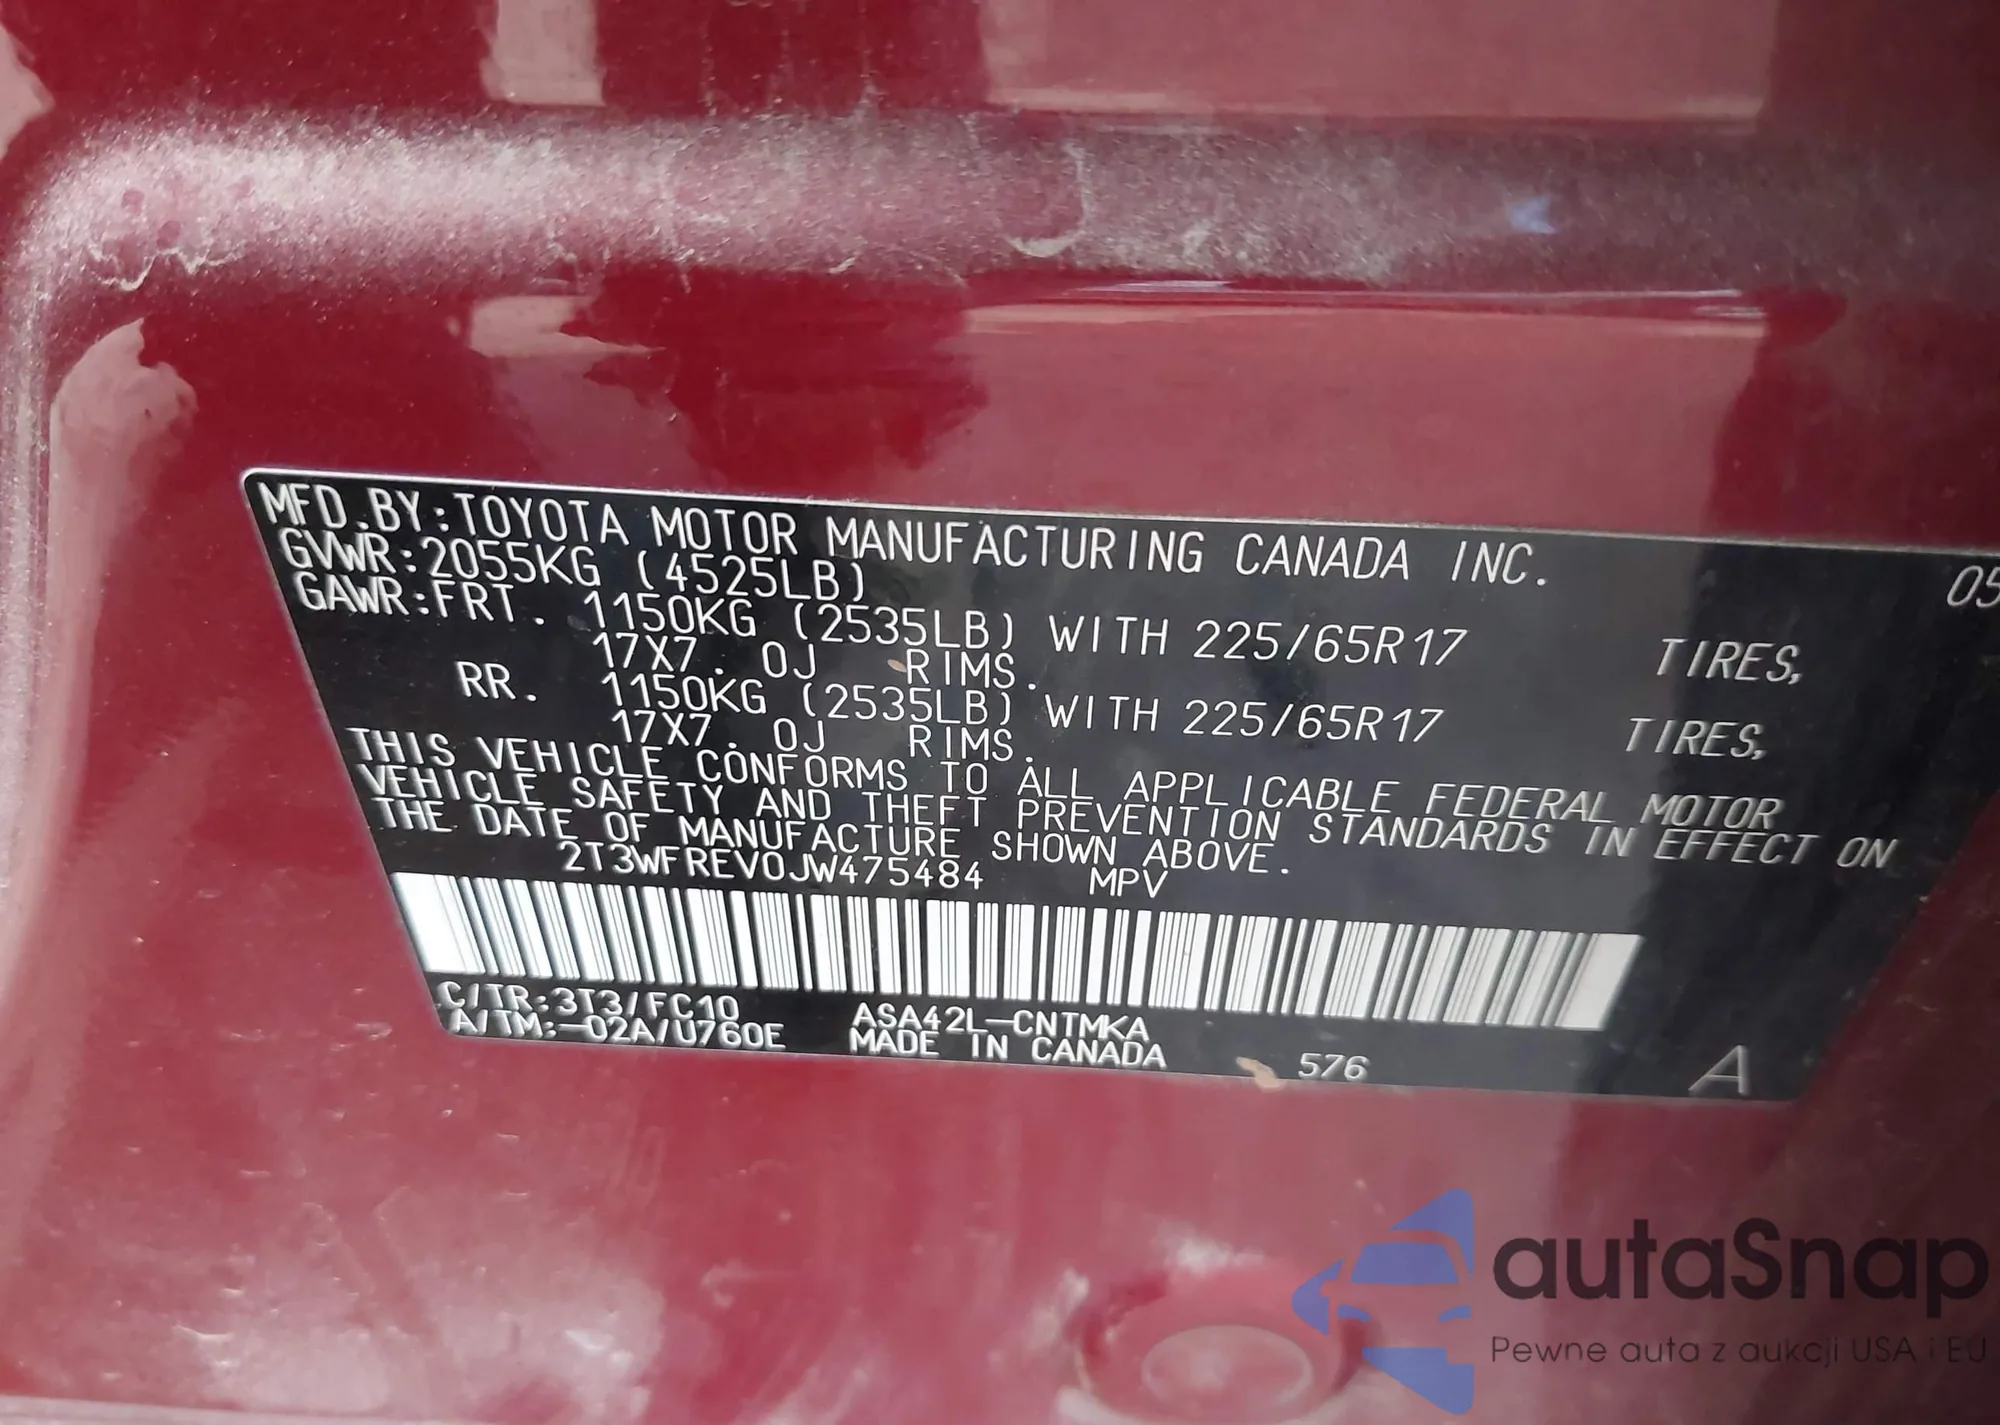 MFD.BY:TOYOTA MOTOR MANUFACTURING CANADA INC.
GVWR:2055KG (4525LB) 05
GAWR:FRT. 1150KG (2535LB) WITH 225/65R17 TIRES,
17X7.0J RIMS.
RR. 1150KG (2535LB) WITH 225/65R17 TIRES,
17X7.0J RIMS.
THIS VEHICLE CONFORMS TO ALL APPLICABLE FEDERAL MOTOR
VEHICLE SAFETY AND THEFT PREVENTION STANDARDS IN EFFECT ON
THE DATE OF MANUFACTURE SHOWN ABOVE.
2T3WFREV0JW475484 MPV
C/TR:3T3/FC10 ASA42L-CNTMKA
A/TM:-02A/U760E MADE IN CANADA 576 A
autaSnap
Pewne auta z aukcji USA i EU